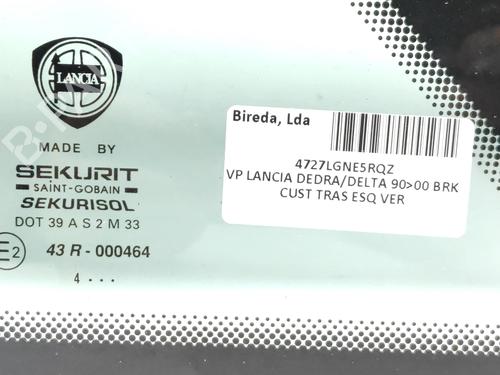 LANCIA
MADE BY
SEKURIT
SAINT-GOBAIN
SEKURISOL
DOT 39 A S 2 M 33
E2 43 R-000464
4 ...
Bireda, Lda
4727LGNE5RQZ
VP LANCIA DEDRA/DELTA 90>00 BRK
CUST TRAS ESQ VER